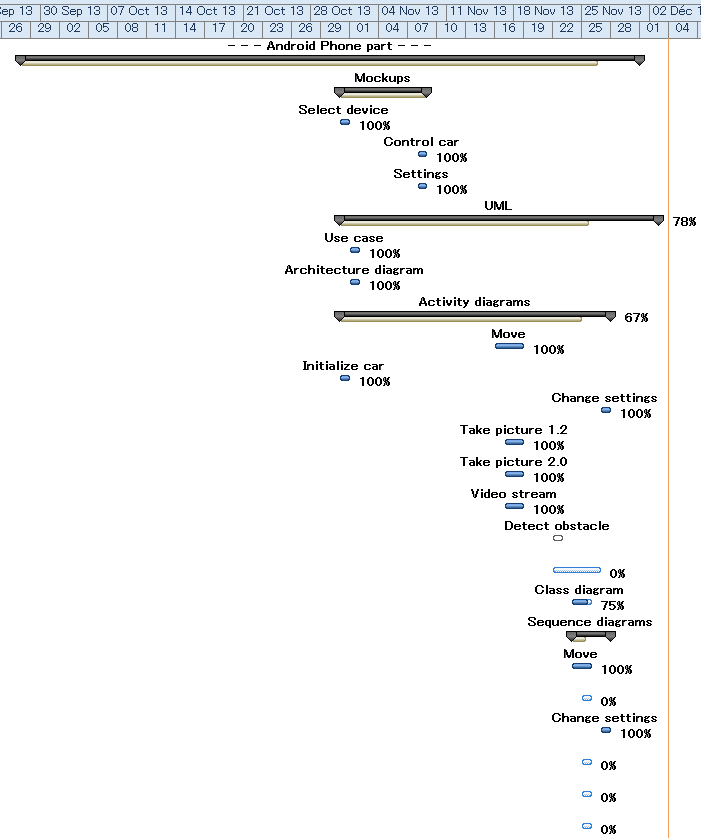 ep 13 30 Sep 13 07 Oct 13 14 Oct 13 21 Oct 13 28 Oct 13 04 Nov 13 11 Nov 13 18 Nov 13 25 Nov 13 02 Déc 1
26 29 02 05 08 11 14 17 20 23 26 29 01 04 07 10 13 16 19 22 25 28 01 04
– – – Android Phone part – – –
Mockups
Select device
100%
Control car
100%
Settings
100%
UML
78%
Use case
100%
Architecture diagram
100%
Activity diagrams
67%
Move
100%
Initialize car
100%
Change settings
100%
Take picture 1.2
100%
Take picture 2.0
100%
Video stream
100%
Detect obstacle
0%
Class diagram
75%
Sequence diagrams
Move
100%
0%
Change settings
100%
0%
0%
0%